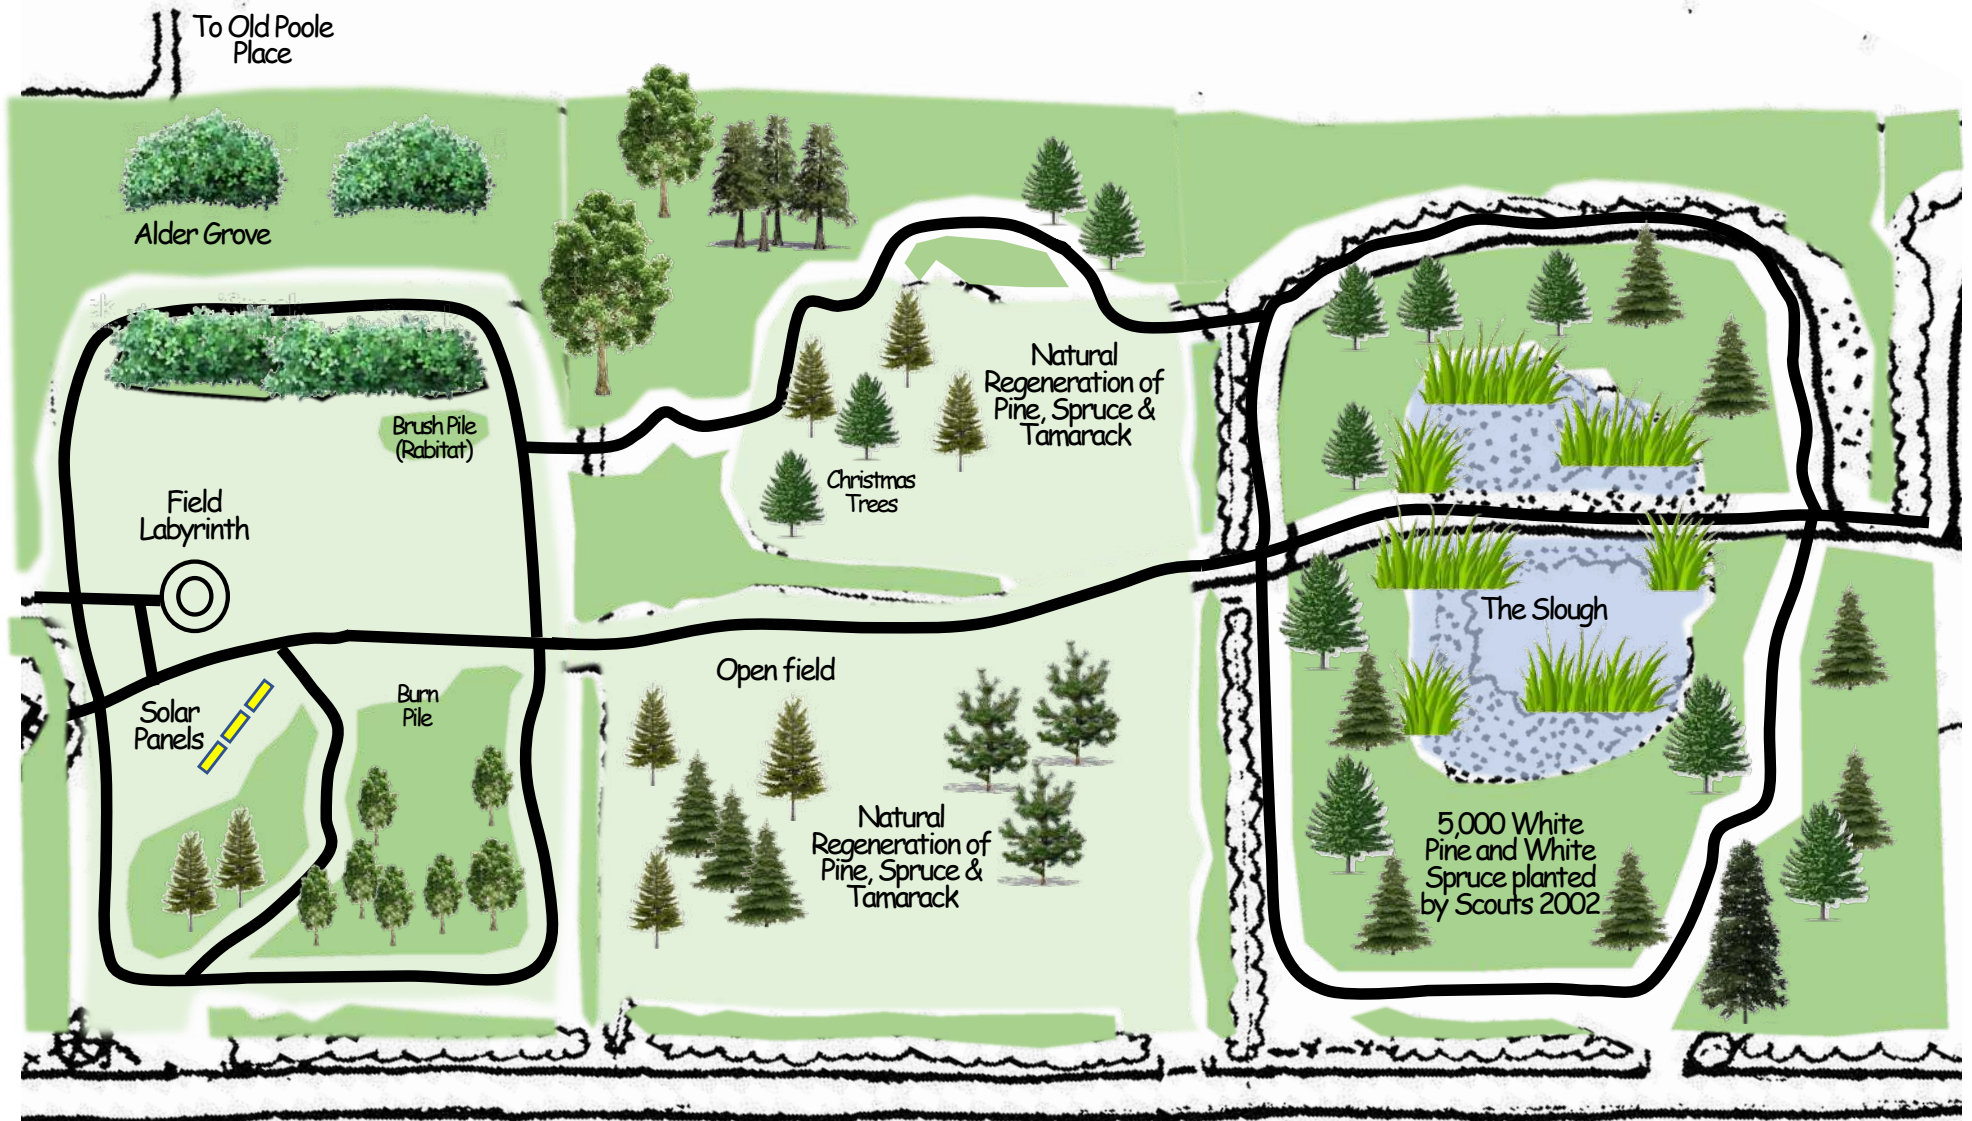 To Old Poole
Place
Alder Grove
Brush Pile
(Rabitat)
Natural
Regeneration of
Pine, Spruce &
Tamarack
Christmas
Trees
Field
Labyrinth
The Slough
Open field
Burn
Pile
Solar
Panels
Natural
Regeneration of
Pine, Spruce &
Tamarack
5,000 White
Pine and White
Spruce planted
by Scouts 2002